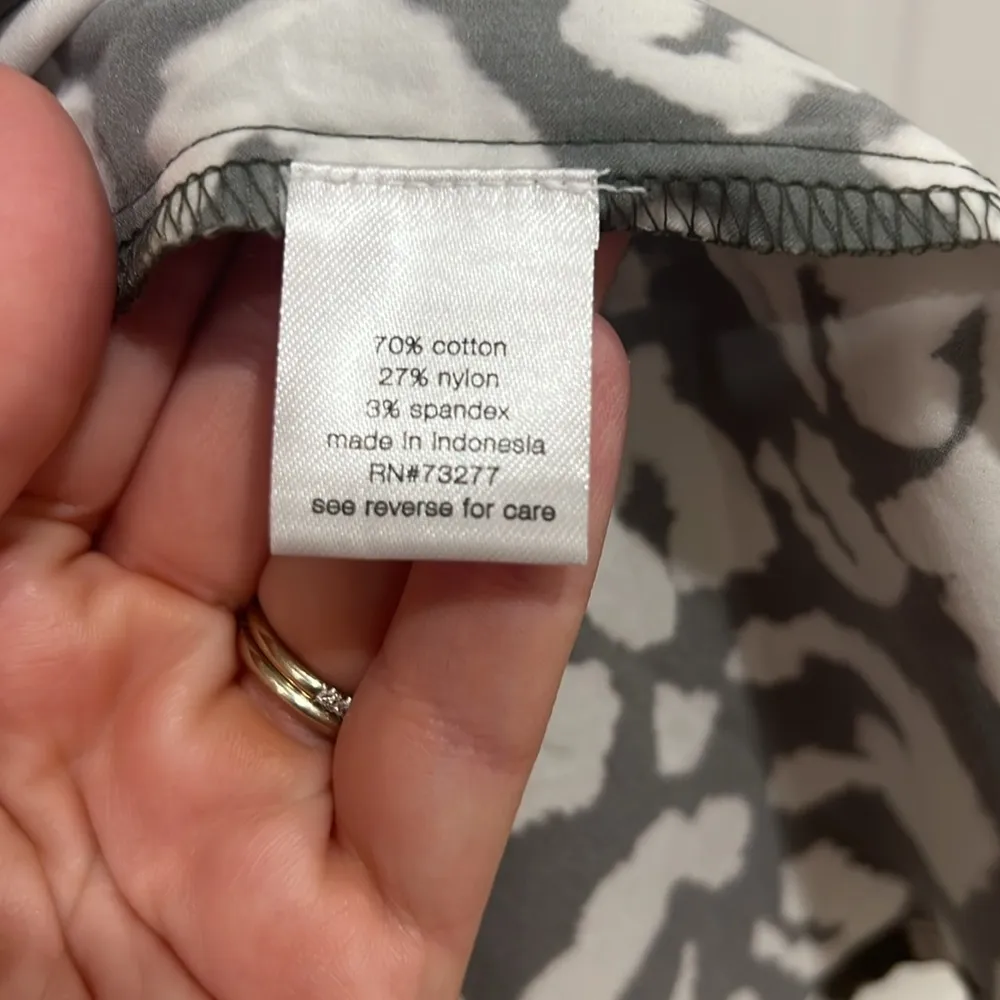 70% cotton
27% nylon
3% spandex
made in Indonesia
RN#73277
see reverse for care